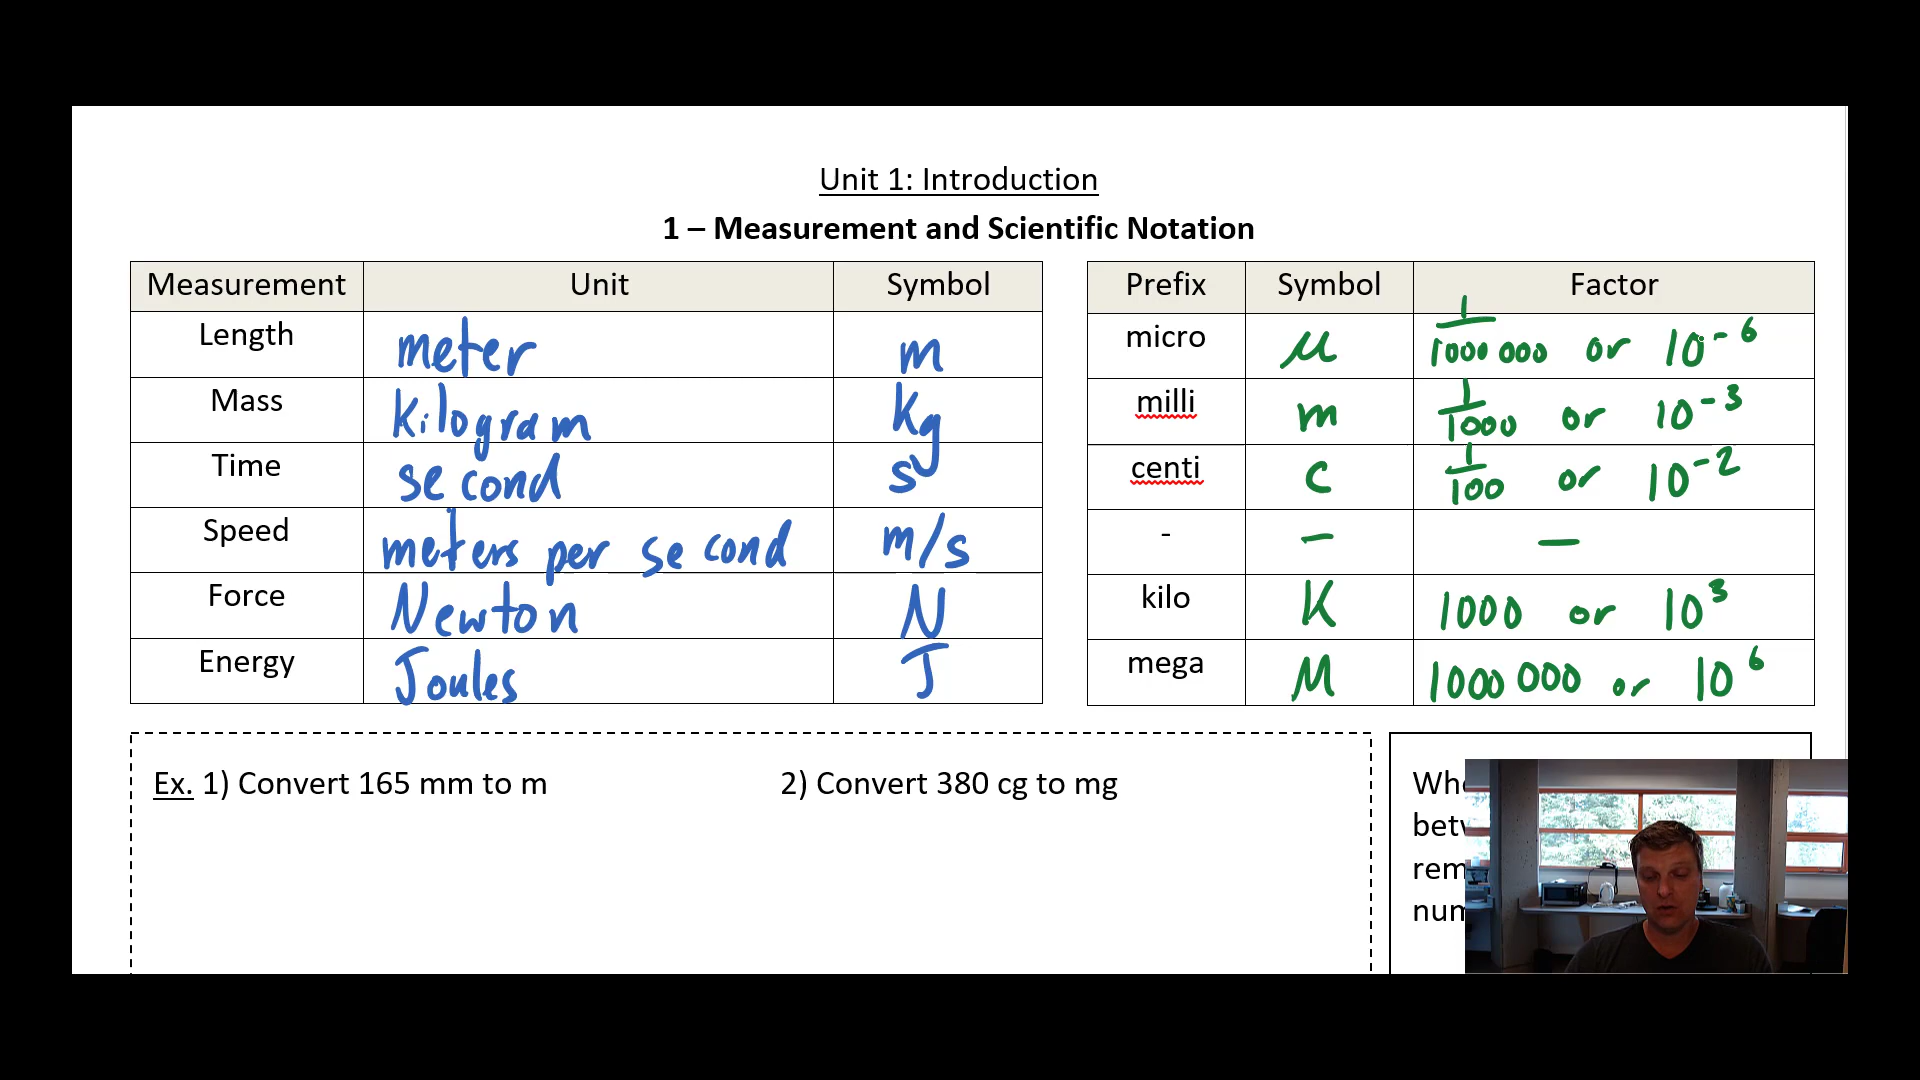 Unit 1: Introduction
1 – Measurement and Scientific Notation
Measurement Unit Symbol
Length meter m
Mass kilogram kg
Time second s
Speed meters per second m/s
Force Newton N
Energy Joules J
Prefix Symbol Factor
micro μ 1/1000 000 or 10⁻⁶
milli m 1/1000 or 10⁻³
centi c 1/100 or 10⁻²
- – –
kilo K 1000 or 10³
mega M 1000 000 or 10⁶
Ex. 1) Convert 165 mm to m 2) Convert 380 cg to mg